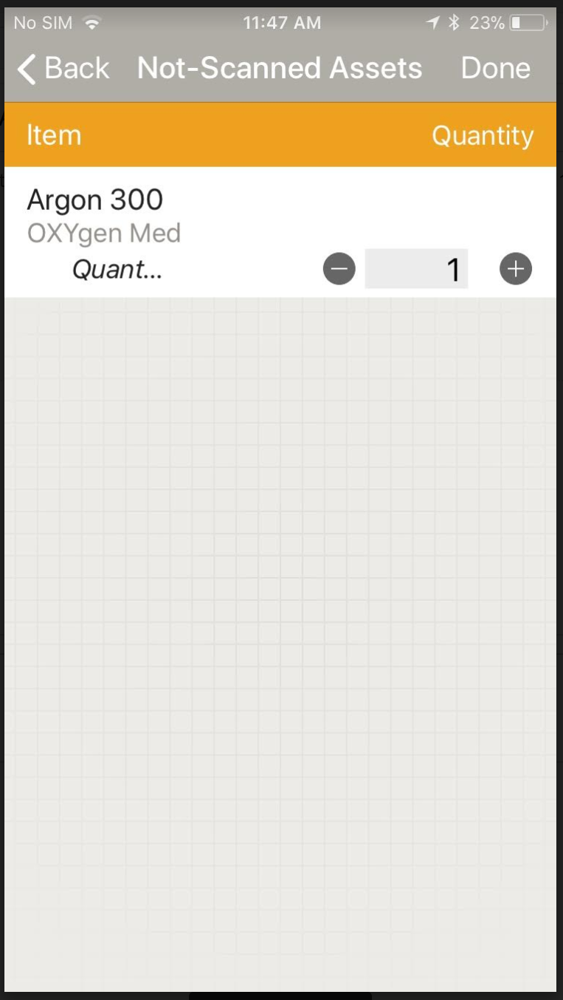 No SIM 11:47 AM 23%
Back Not-Scanned Assets Done
Item Quantity
Argon 300
OXYgen Med
Quant... 1